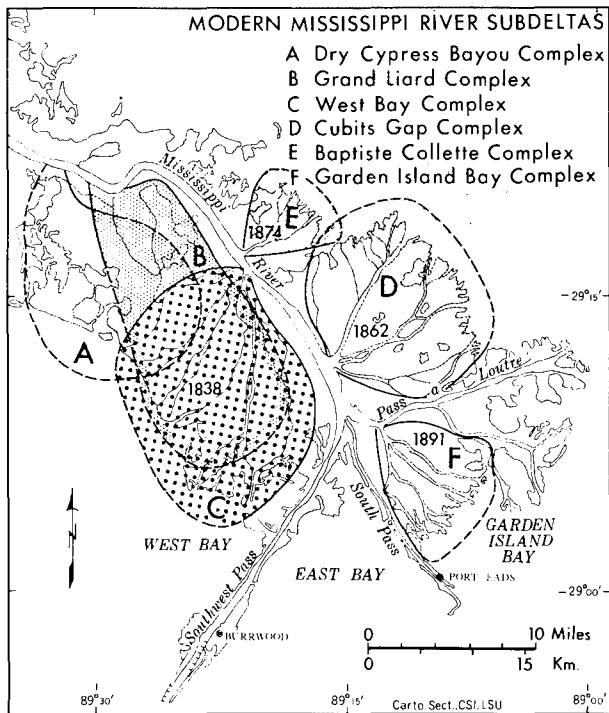 MODERN MISSISSIPPI RIVER SUBDELTAS
A Dry Cypress Bayou Complex
B Grand Liard Complex
C West Bay Complex
D Cubits Gap Complex
E Baptiste Collette Complex
F Garden Island Bay Complex
Mississippi
River
E
1874
B
D
29°15'
1862
A
1838
Pass a Loutre
1891
F
C
WEST BAY
South Pass
GARDEN
ISLAND
BAY
EAST BAY
PORT EADS
29°00'
Southwest Pass
BURRWOOD
0 10 Miles
0 15 Km.
N
89°30'
89°15'
89°00'
Carto Sect., CSI, LSU